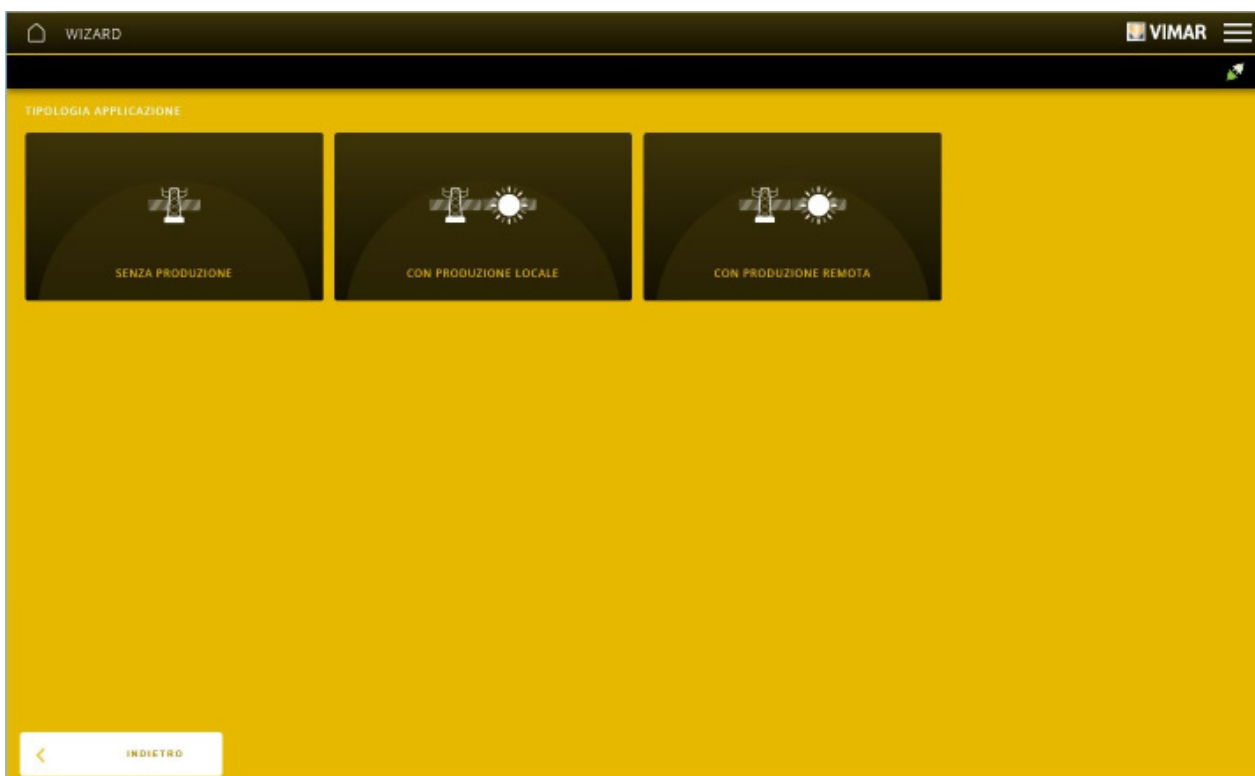 WIZARD
VIMAR
TIPOLOGIA APPLICAZIONE
SENZA PRODUZIONE
CON PRODUZIONE LOCALE
CON PRODUZIONE REMOTA
INDIETRO